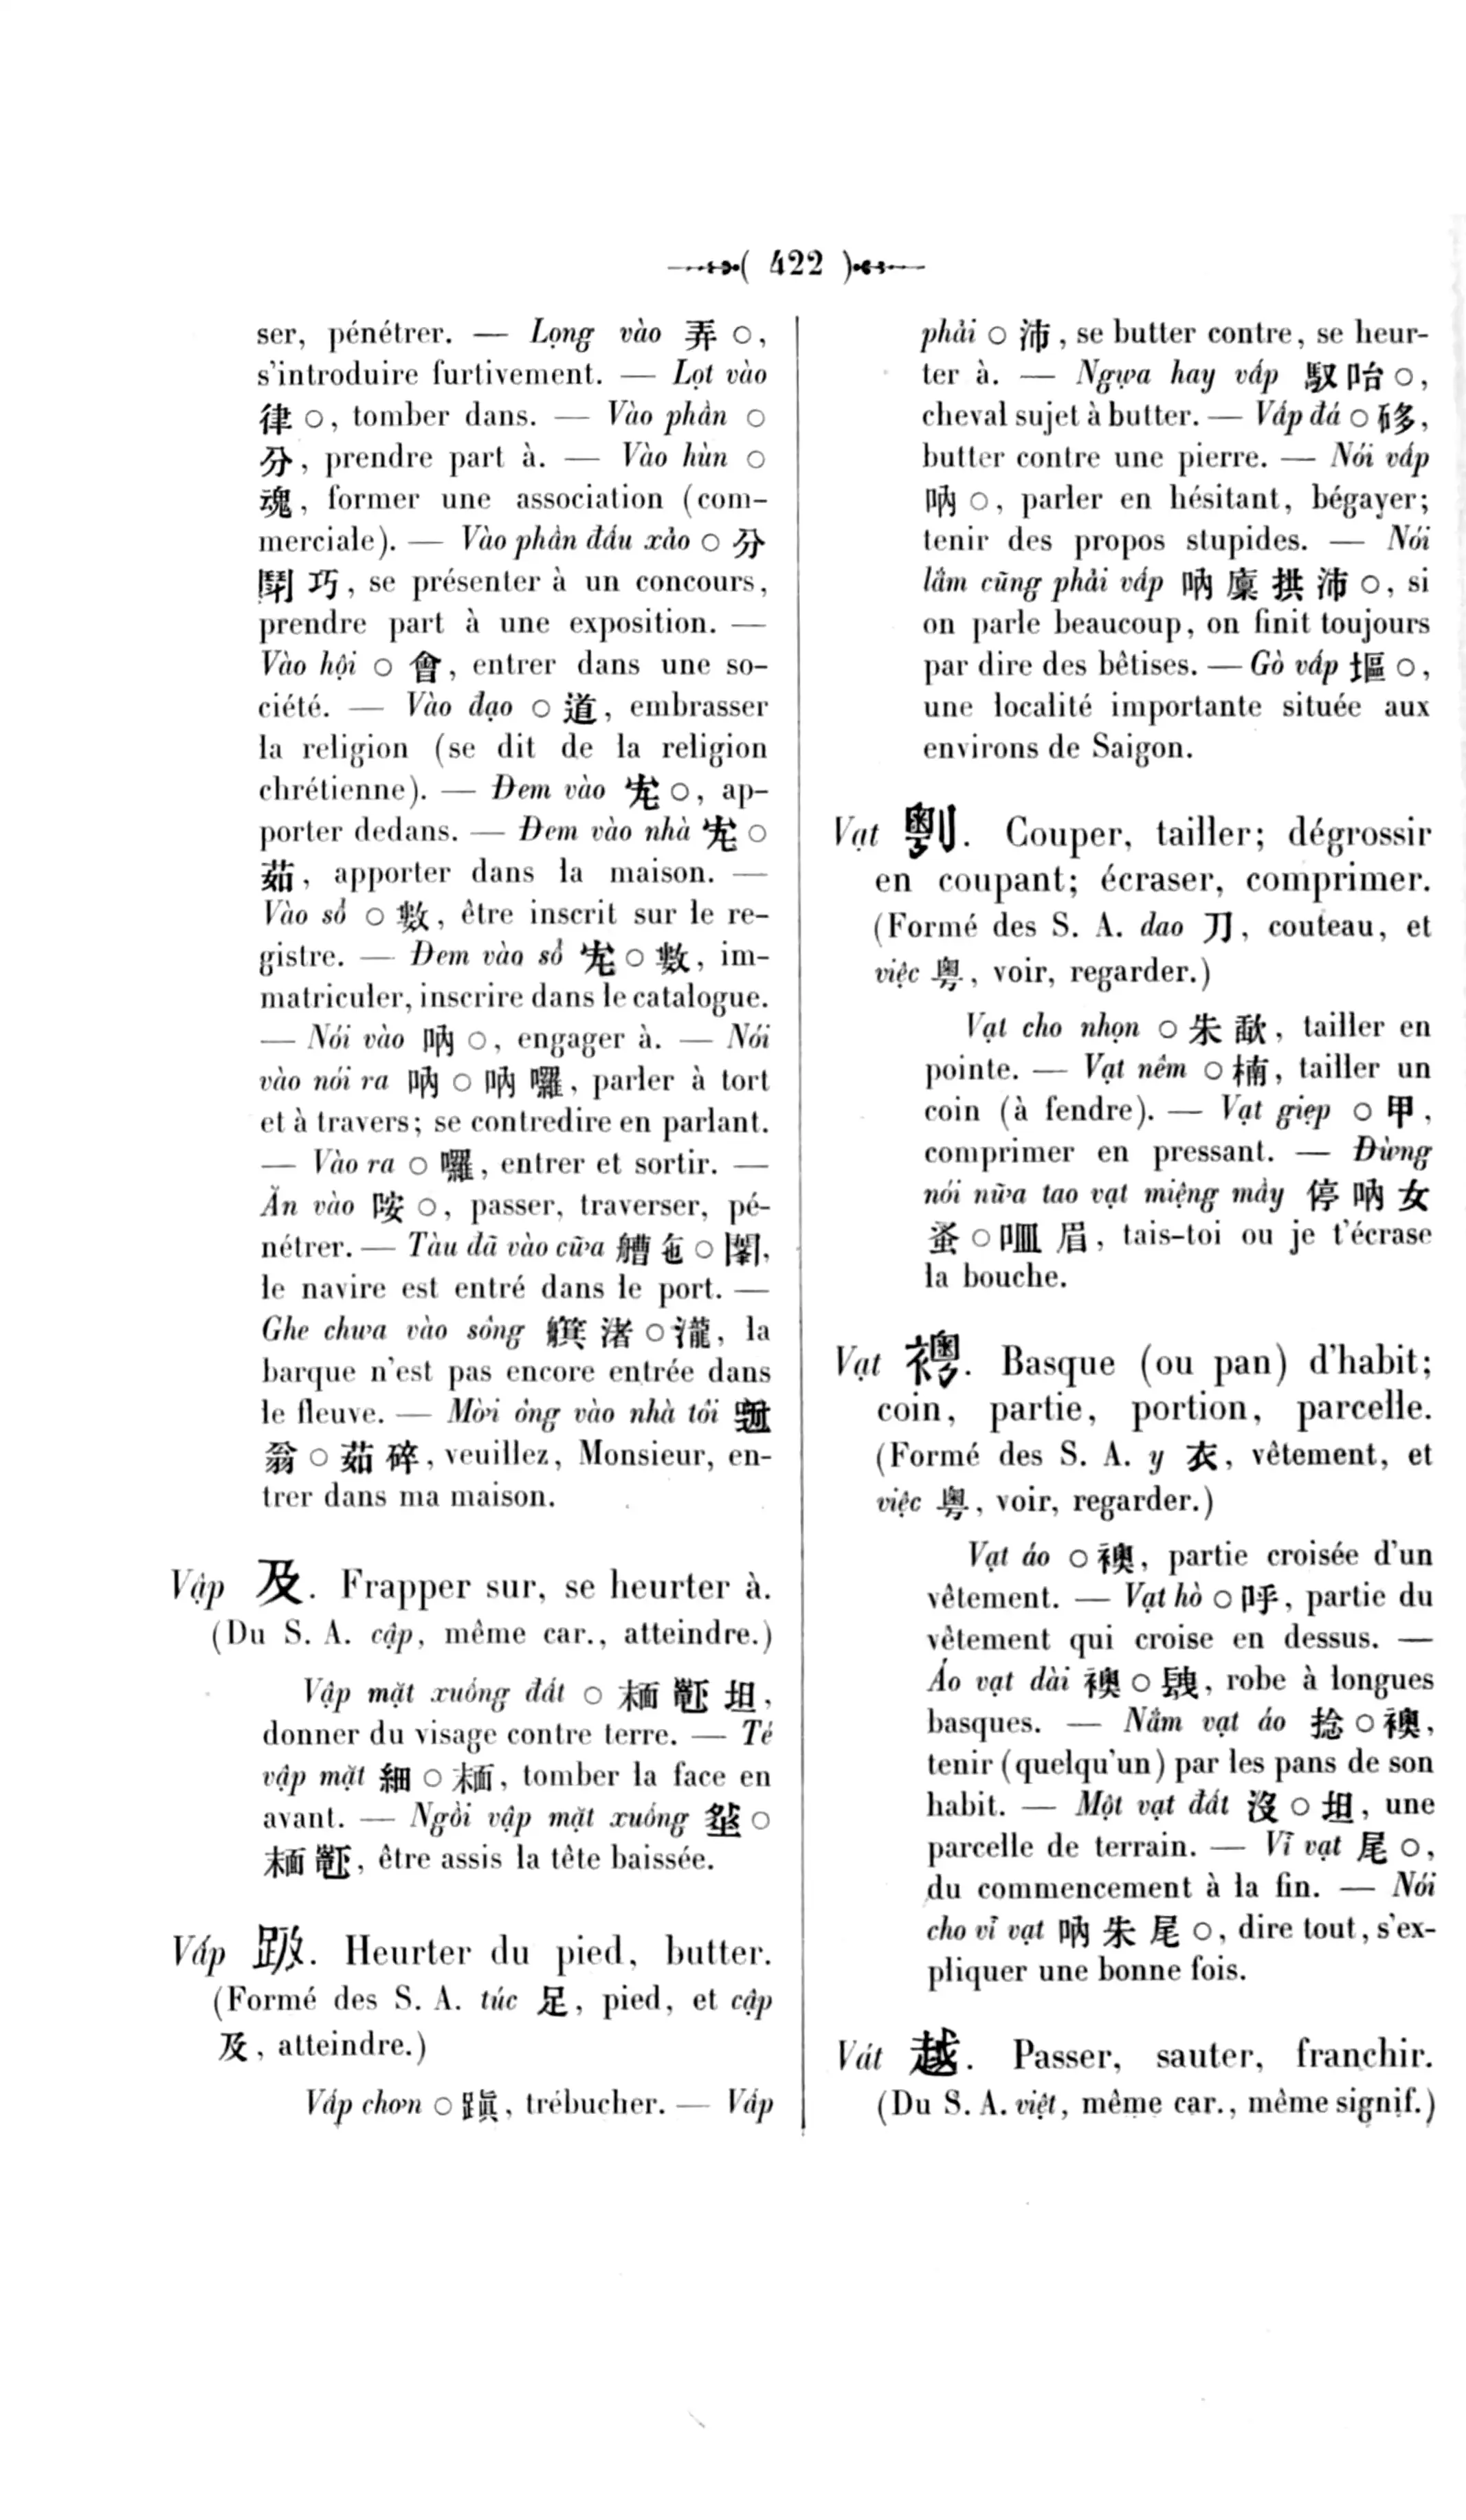 ( 422 )
ser, pénétrer. — Lọng vào 弄 ○,
s'introduire furtivement. — Lọt vào
律 ○, tomber dans. — Vào phần ○
分, prendre part à. — Vào hùn ○
魂, former une association (com-
merciale). — Vào phần đấu xảo ○ 分
鬭 巧, se présenter à un concours,
prendre part à une exposition. —
Vào hội ○ 會, entrer dans une so-
ciété. — Vào đạo ○ 道, embrasser
la religion (se dit de la religion
chrétienne). — Đem vào ○, ap-
porter dedans. — Đem vào nhà ○
茹, apporter dans la maison. —
Vào sổ ○ 數, être inscrit sur le re-
gistre. — Đem vào sổ ○ 數, im-
matriculer, inscrire dans le catalogue.
— Nói vào 吶 ○, engager à. — Nói
vào nói ra 吶 ○ 吶 囉, parler à tort
et à travers; se contredire en parlant.
— Vào ra ○ 囉, entrer et sortir. —
Ăn vào 咹 ○, passer, traverser, pé-
nétrer. — Tàu đã vào cữa 艚 ○,
le navire est entré dans le port. —
Ghe chưa vào sông 渚 ○ 瀧, la
barque n'est pas encore entrée dans
le fleuve. — Mời ông vào nhà tôi
翁 ○ 茹 碎, veuillez, Monsieur, en-
trer dans ma maison.
Vập 及. Frapper sur, se heurter à.
(Du S. A. cập, même car., atteindre.)
Vập mặt xuống đất ○ 坦,
donner du visage contre terre. — Té
vập mặt 細 ○, tomber la face en
avant. — Ngồi vập mặt xuống ○
être assis la tête baissée.
Vấp 趿. Heurter du pied, butter.
(Formé des S. A. túc 足, pied, et cập
及, atteindre.)
Vấp chơn ○ 蹎, trébucher. — Vấp
phải ○ 沛, se butter contre, se heur-
ter à. — Ngựa hay vấp 馭 咍 ○,
cheval sujet à butter. — Vấp đá ○ 𥒥,
butter contre une pierre. — Nói vấp
吶 ○, parler en hésitant, bégayer;
tenir des propos stupides. — Nói
lắm cũng phải vấp 吶 廩 拱 沛 ○, si
on parle beaucoup, on finit toujours
par dire des bêtises. — Gò vấp 塸 ○,
une localité importante située aux
environs de Saigon.
Vạt. Couper, tailler; dégrossir
en coupant; écraser, comprimer.
(Formé des S. A. dao 刀, couteau, et
việc 粤, voir, regarder.)
Vạt cho nhọn ○ 朱, tailler en
pointe. — Vạt nêm ○ 楠, tailler un
coin (à fendre). — Vạt giẹp ○ 甲,
comprimer en pressant. — Đừng
nói nữa tao vạt miệng mầy 停 吶 女
蚤 ○ 𠰘 眉, tais-toi ou je t'écrase
la bouche.
Vạt. Basque (ou pan) d'habit;
coin, partie, portion, parcelle.
(Formé des S. A. y 衣, vêtement, et
việc 粤, voir, regarder.)
Vạt áo ○ 襖, partie croisée d'un
vêtement. — Vạt hò ○ 呼, partie du
vêtement qui croise en dessus. —
Áo vạt dài 襖 ○, robe à longues
basques. — Nắm vạt áo 捻 ○ 襖,
tenir (quelqu'un) par les pans de son
habit. — Một vạt đất 沒 ○ 坦, une
parcelle de terrain. — Vĩ vạt 尾 ○,
du commencement à la fin. — Nói
cho vĩ vạt 吶 朱 尾 ○, dire tout, s'ex-
pliquer une bonne fois.
Vát 越. Passer, sauter, franchir.
(Du S. A. việt, même car., même signif.)